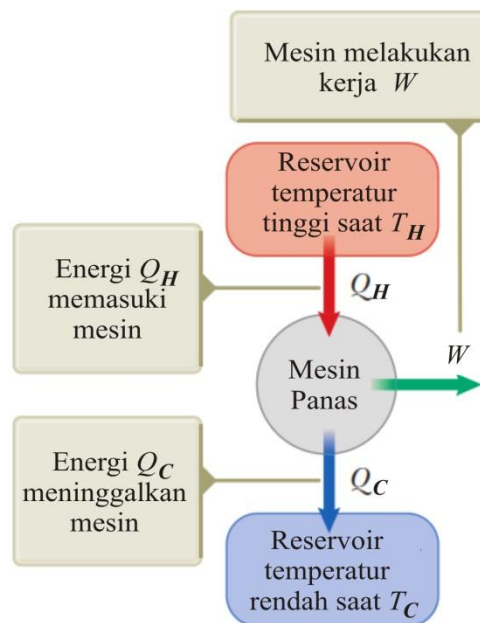 Mesin melakukan
kerja W
Reservoir
temperatur
tinggi saat T_H
Energi Q_H
memasuki
mesin
Q_H
W
Mesin
Panas
Energi Q_C
meninggalkan
mesin
Q_C
Reservoir
temperatur
rendah saat T_C